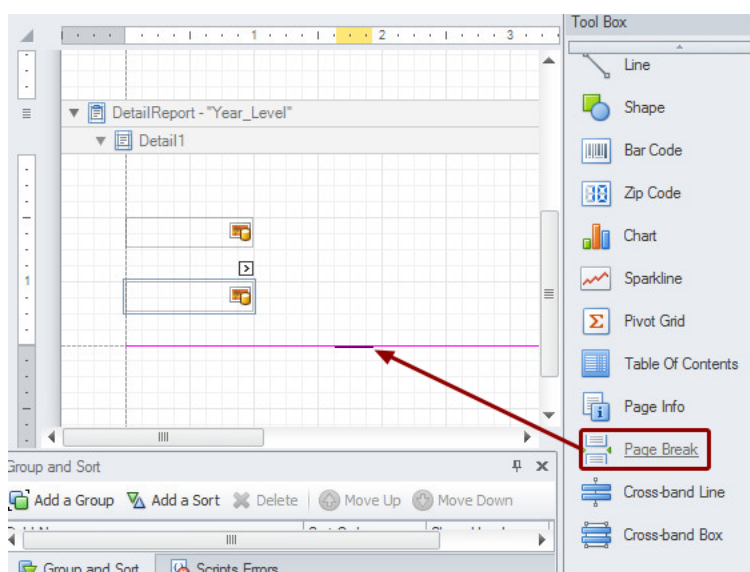 Tool Box
1 2 3
Line
DetailReport - "Year_Level"
Shape
Detail1
Bar Code
Zip Code
Chart
1
Sparkline
Pivot Grid
Table Of Contents
Page Info
Page Break
Group and Sort
Cross-band Line
Add a Group Add a Sort Delete Move Up Move Down
Cross-band Box
Group and Sort Scripts Errors